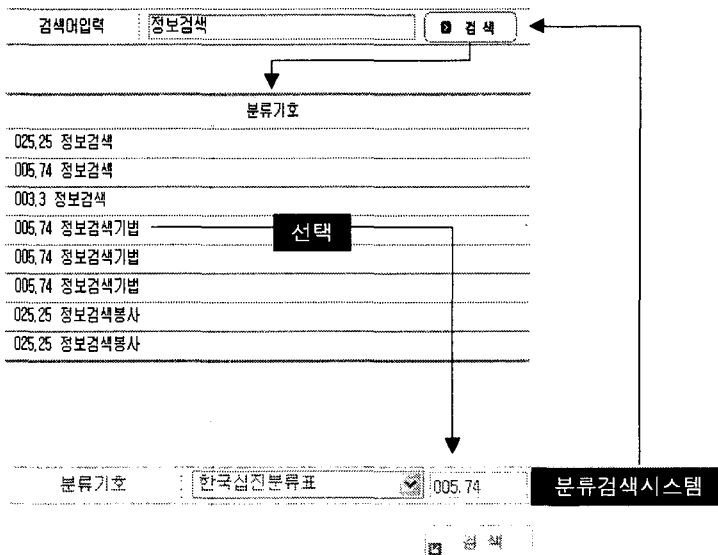 검색어입력 정보검색 검색
분류기호
025,25 정보검색
005,74 정보검색
003,3 정보검색
005,74 정보검색기법
선택
005,74 정보검색기법
005,74 정보검색기법
025,25 정보검색봉사
025,25 정보검색봉사
분류기호 한국십진분류표 005.74 분류검색시스템
검색